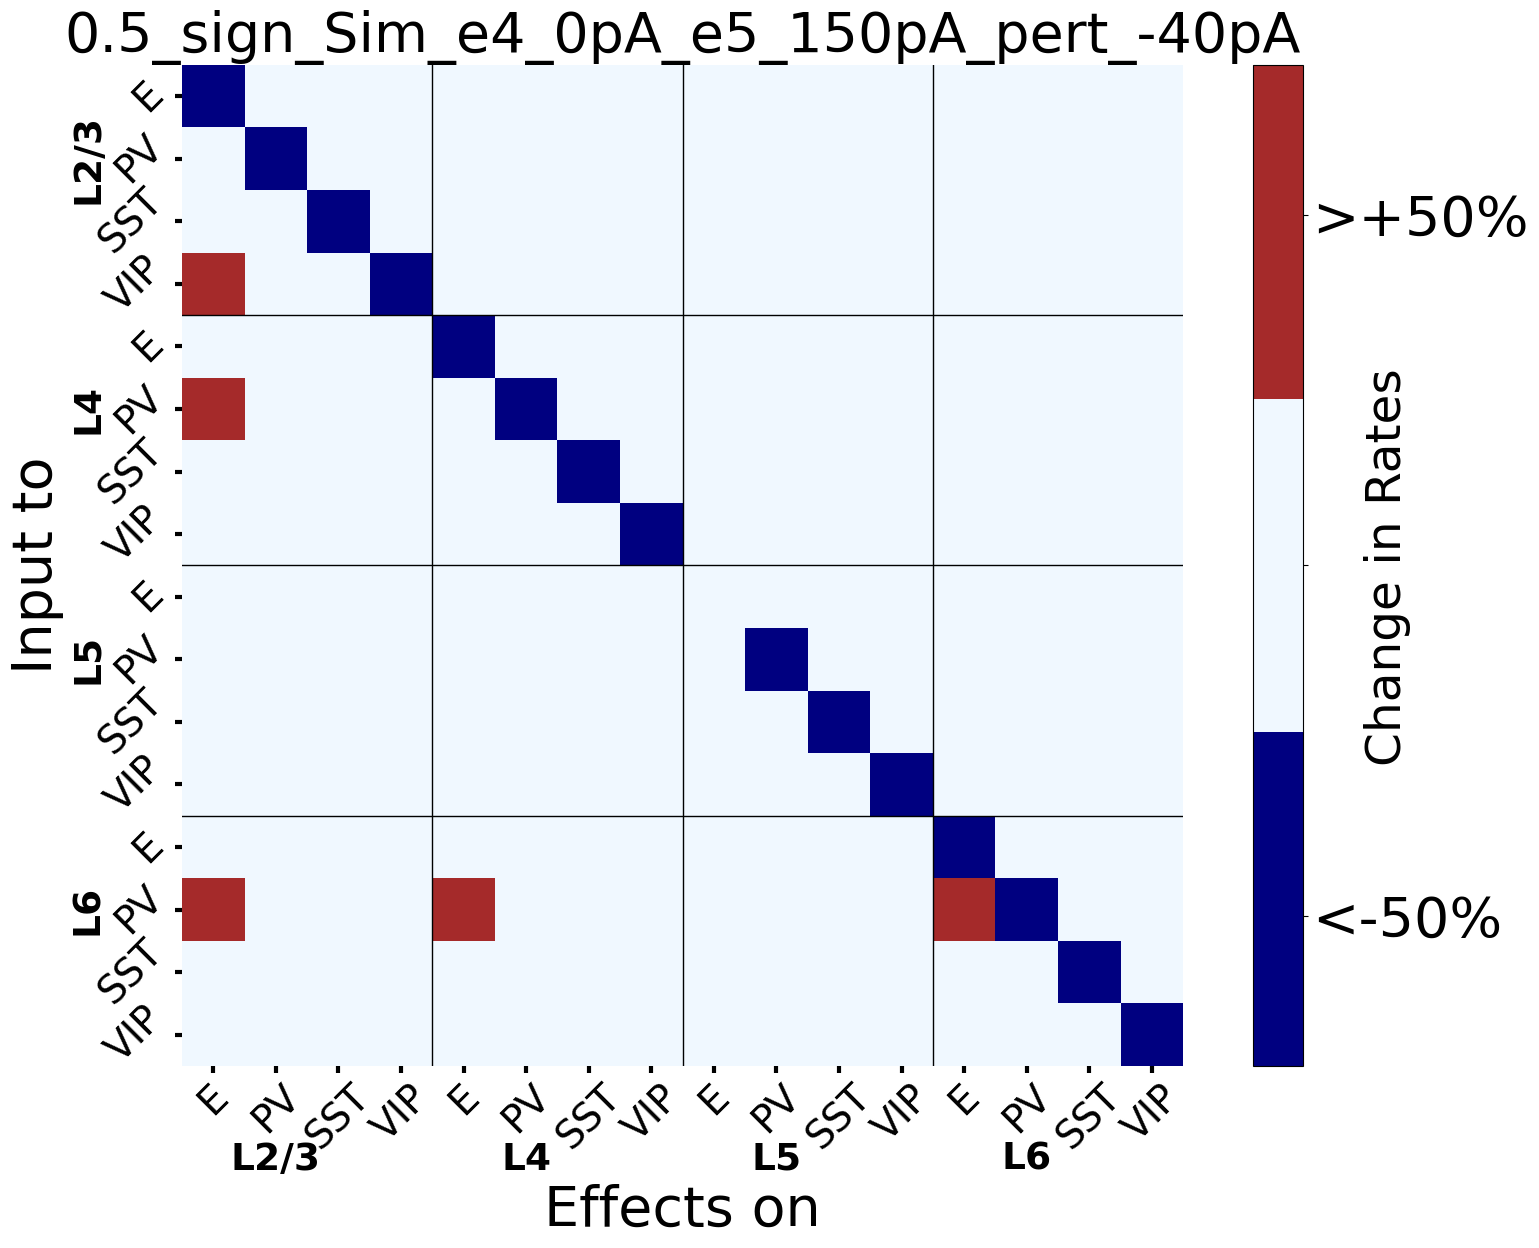 0.5_sign_Sim_e4_0pA_e5_150pA_pert_-40pA
Input to
L2/3
E
PV
SST
VIP
L4
E
PV
SST
VIP
L5
E
PV
SST
VIP
L6
E
PV
SST
VIP
E PV SST VIP E PV SST VIP E PV SST VIP E PV SST VIP
L2/3 L4 L5 L6
Effects on
>+50%
<-50%
Change in Rates